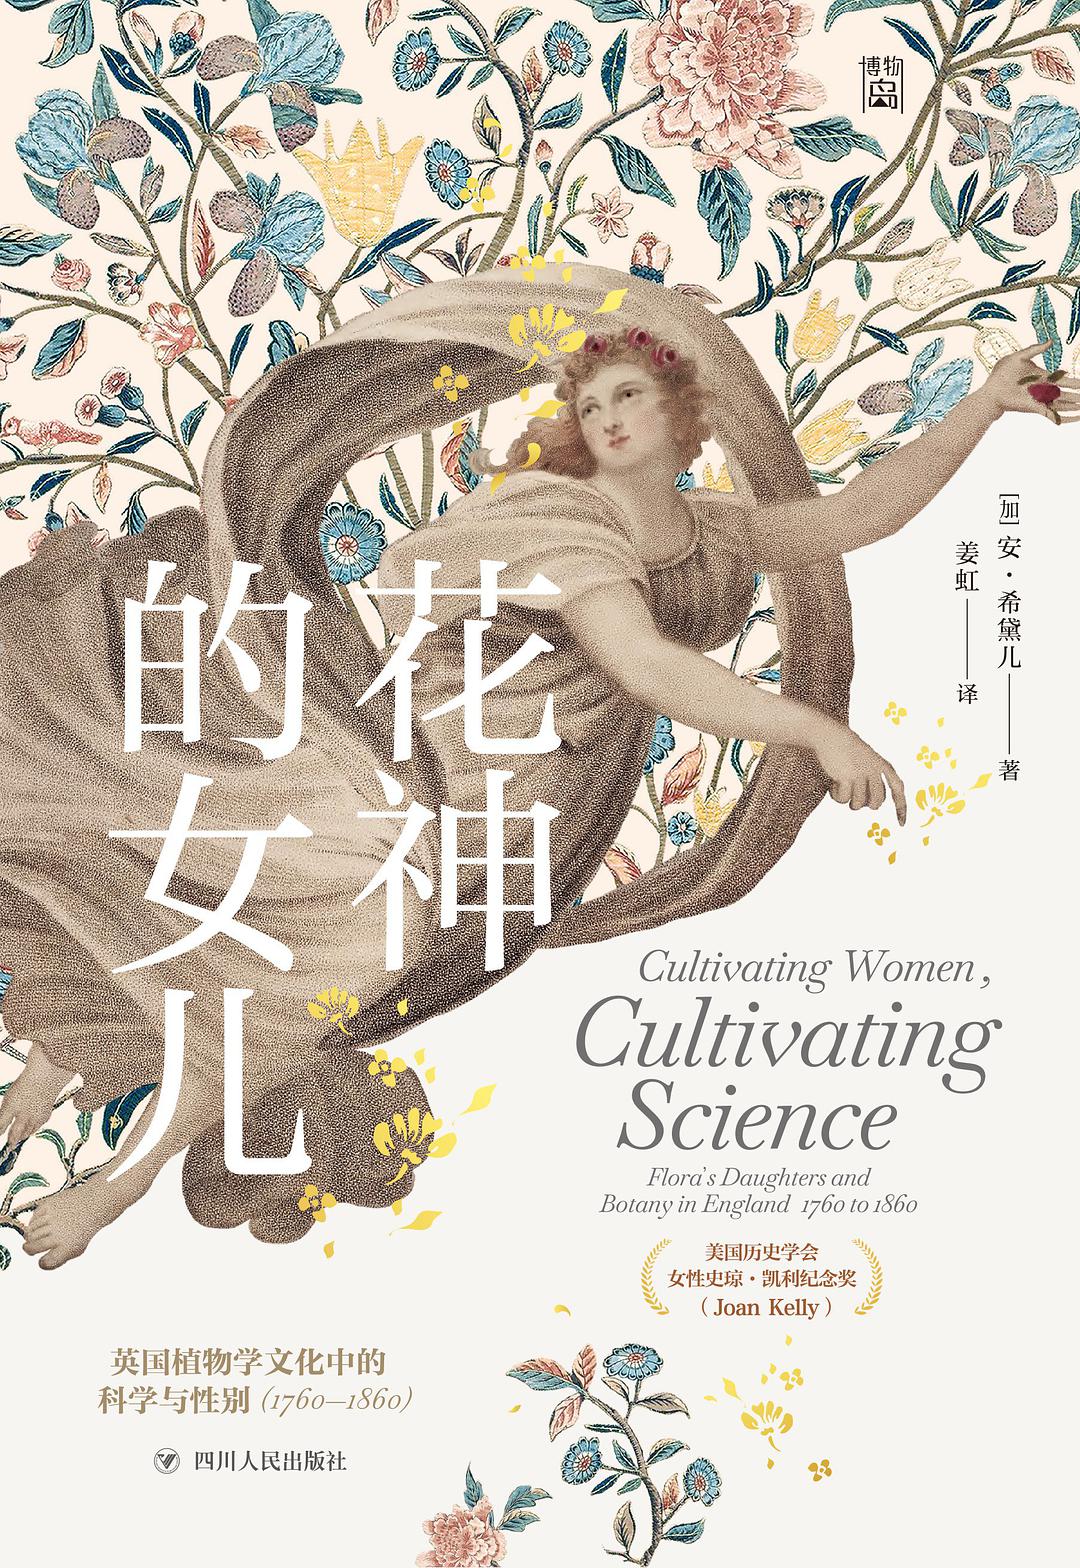 博物
岛
[加]安·希黛儿——著
姜虹——译
花神
的女儿
Cultivating Women,
Cultivating
Science
Flora's Daughters and
Botany in England 1760 to 1860
美国历史学会
女性史琼·凯利纪念奖
(Joan Kelly)
英国植物学文化中的
科学与性别 (1760—1860)
四川人民出版社